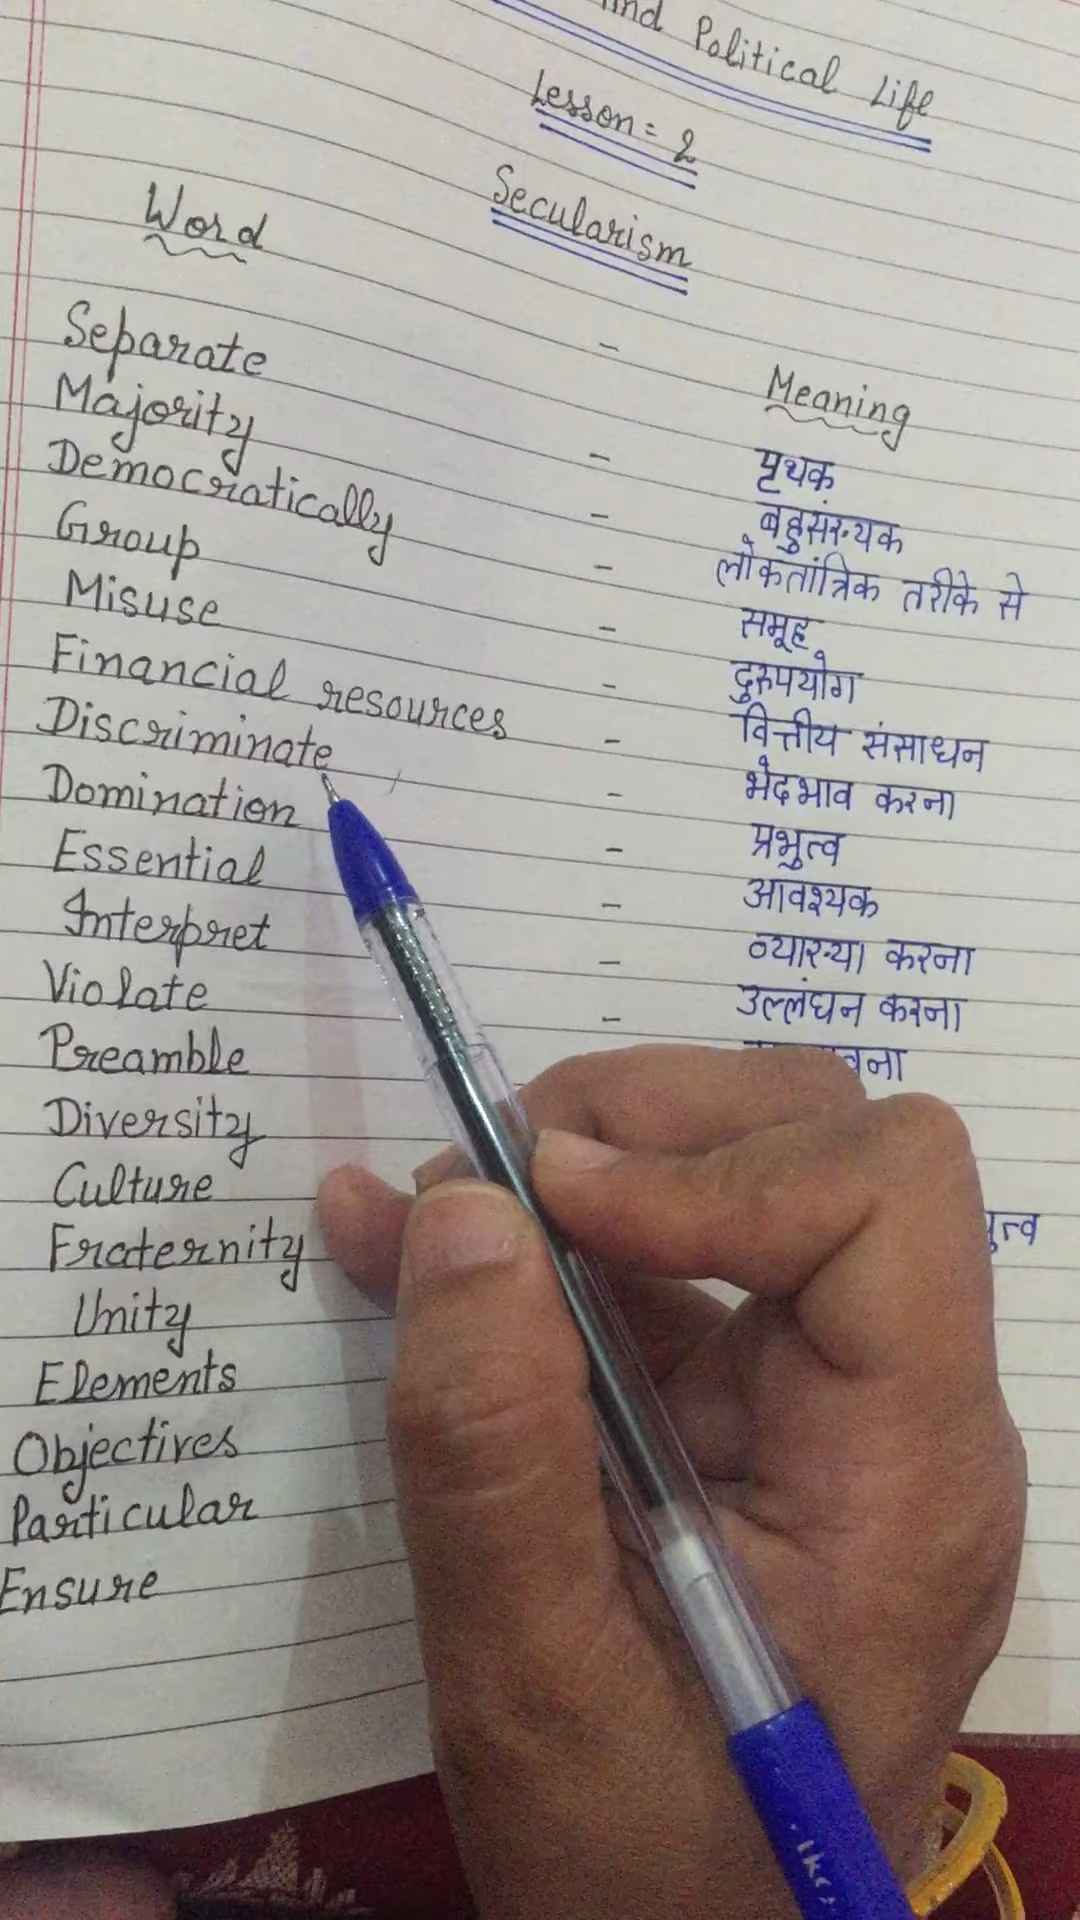 and Political Life
Lesson = 2
Secularism
Word - Meaning
Separate - पृथक
Majority - बहुसंख्यक
Democratically - लोकतांत्रिक तरीके से
Group - समूह
Misuse - दुरुपयोग
Financial resources - वित्तीय संसाधन
Discriminate - भेदभाव करना
Domination - प्रभुत्व
Essential - आवश्यक
Interpret - व्याख्या करना
Violate - उल्लंघन करना
Preamble
Diversity
Culture
Fraternity
Unity
Elements
Objectives
Particular
Ensure